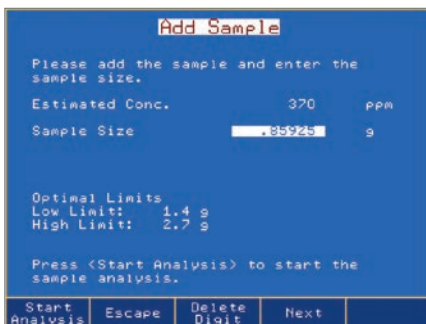 Add Sample
Please add the sample and enter the
sample size.
Estimated Conc. 370 ppm
Sample Size .85925 g
Optimal Limits
Low Limit: 1.4 g
High Limit: 2.7 g
Press <Start Analysis> to start the
sample analysis.
Start Analysis Escape Delete Digit Next